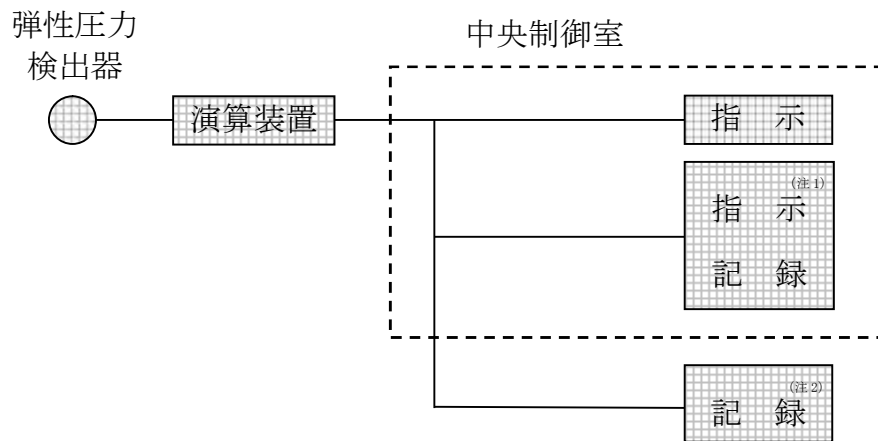 弾性圧力
検出器
中央制御室
演算装置
指 示
(注1)
指 示
記 録
(注2)
記 録